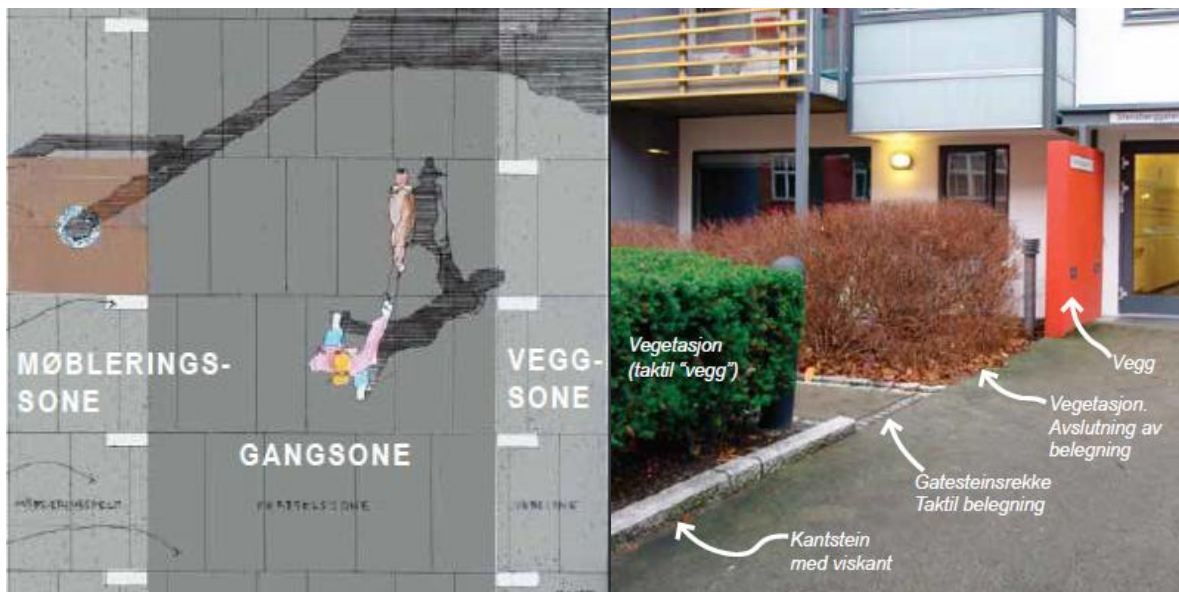 MØBLERINGS-
SONE
VEGG-
SONE
GANGSONE
MØBLERINGSFELT
FERDSELSSONE
Vegetasjon
(taktil “vegg”)
Vegg
Vegetasjon.
Avslutning av
belegning
Gatesteinsrekke
Taktil belegning
Kantstein
med viskant